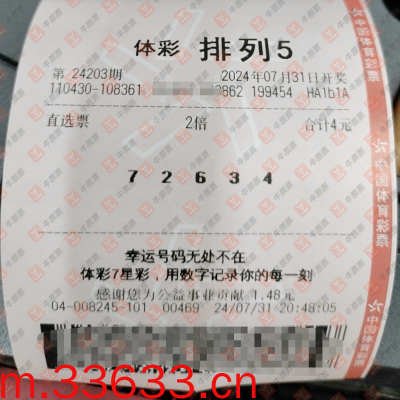 体彩 排列5
第 24203期 2024年07月31日开奖
110430-108361 0862 199454 HA1b1A
直选票 2倍 合计4元
7 2 6 3 4
幸运号码无处不在
体彩7星彩，用数字记录你的每一刻
感谢您为公益事业贡献 1.48元
04-008245-101 00469 24/07/31 20:48:05
m.33633.cn
中国体育彩票